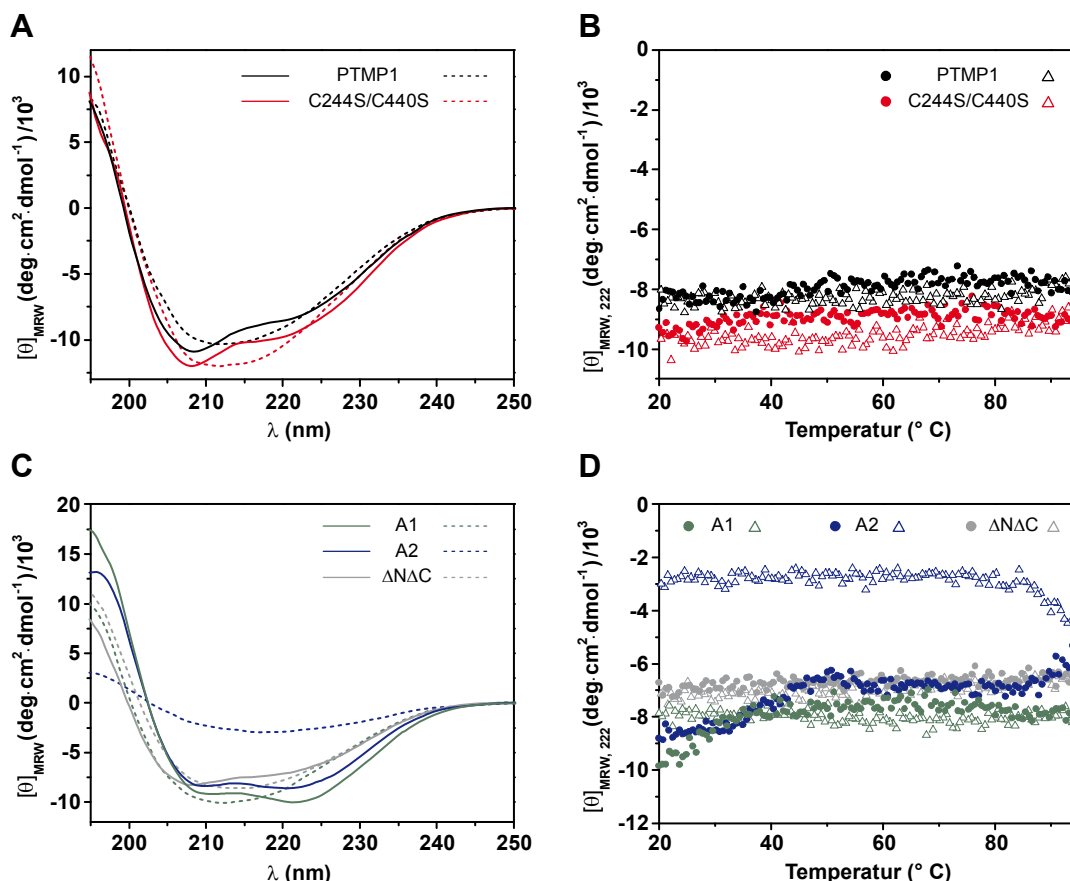 A
B
[θ]MRW (deg·cm²·dmol⁻¹)/10³
10
5
0
-5
-10
PTMP1
C244S/C440S
200 210 220 230 240 250
λ (nm)
[θ]MRW, 222 (deg·cm²·dmol⁻¹)/10³
0
-2
-4
-6
-8
-10
PTMP1
C244S/C440S
20 40 60 80
Temperatur (° C)
C
D
[θ]MRW (deg·cm²·dmol⁻¹)/10³
20
15
10
5
0
-5
-10
A1
A2
ΔNΔC
200 210 220 230 240 250
λ (nm)
[θ]MRW, 222 (deg·cm²·dmol⁻¹)/10³
0
-2
-4
-6
-8
-10
-12
A1 A2 ΔNΔC
20 40 60 80
Temperatur (° C)